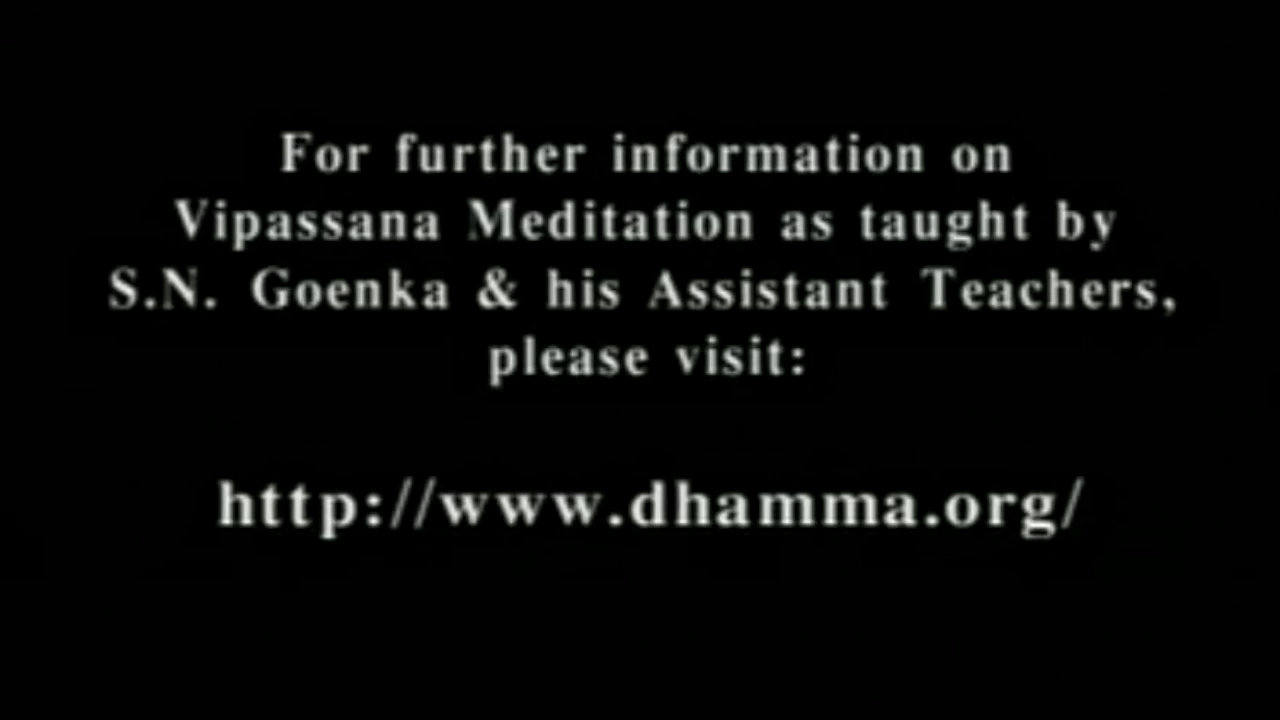 For further information on
Vipassana Meditation as taught by
S.N. Goenka & his Assistant Teachers,
please visit:
http://www.dhamma.org/